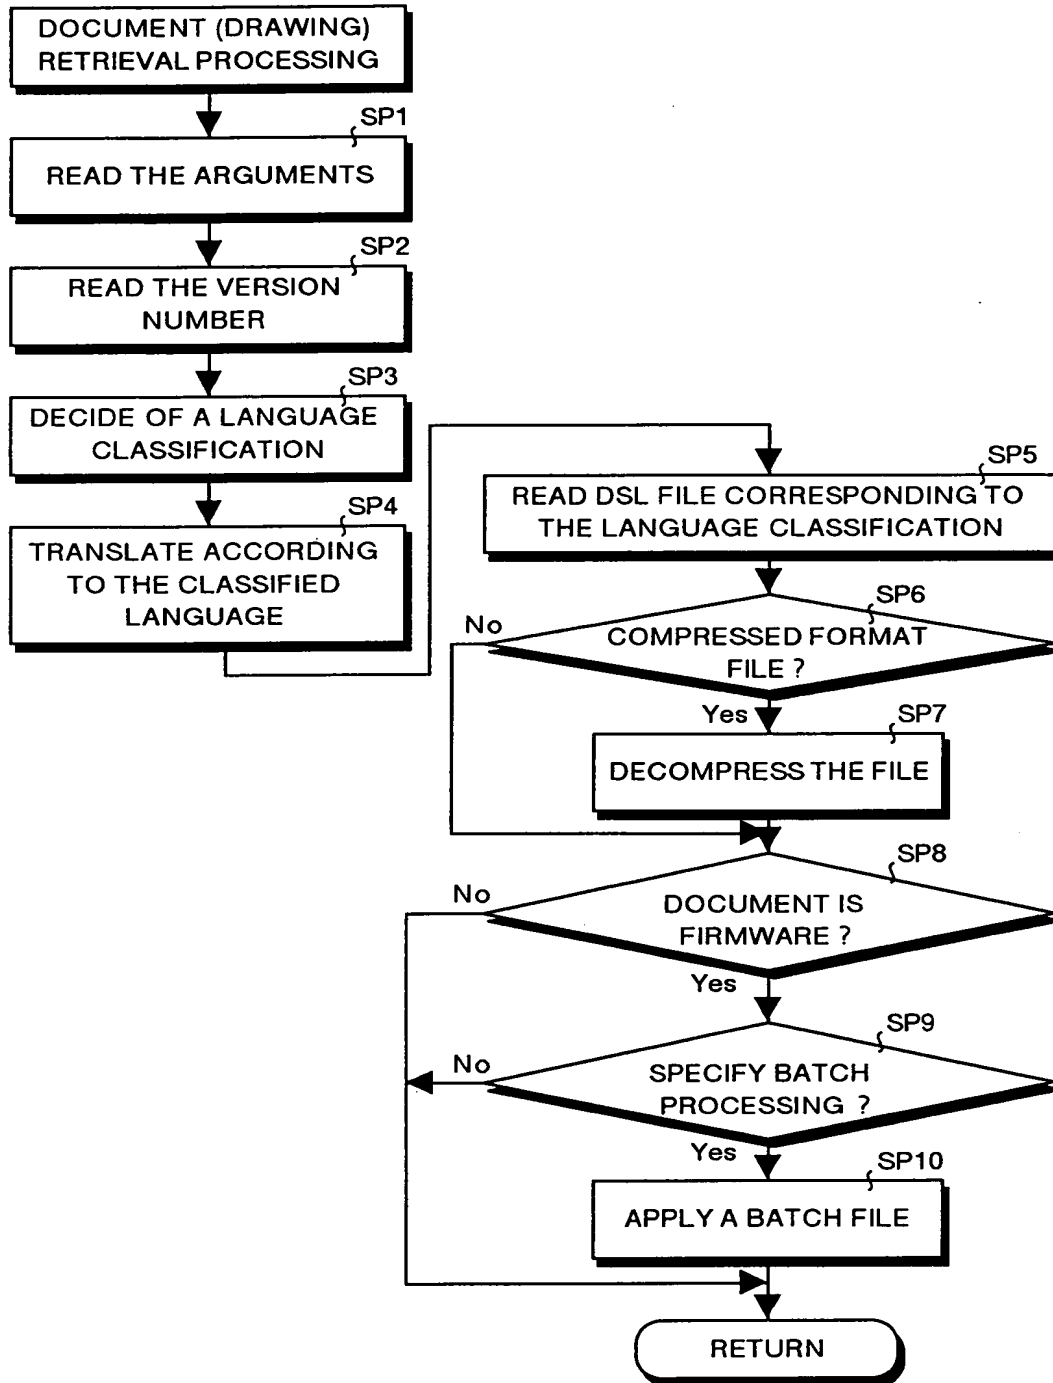 DOCUMENT (DRAWING)
RETRIEVAL PROCESSING
SP1
READ THE ARGUMENTS
SP2
READ THE VERSION
NUMBER
SP3
DECIDE OF A LANGUAGE
CLASSIFICATION
SP4
TRANSLATE ACCORDING
TO THE CLASSIFIED
LANGUAGE
SP5
READ DSL FILE CORRESPONDING TO
THE LANGUAGE CLASSIFICATION
SP6
No
COMPRESSED FORMAT
FILE ?
Yes
SP7
DECOMPRESS THE FILE
SP8
No
DOCUMENT IS
FIRMWARE ?
Yes
SP9
No
SPECIFY BATCH
PROCESSING ?
Yes
SP10
APPLY A BATCH FILE
RETURN